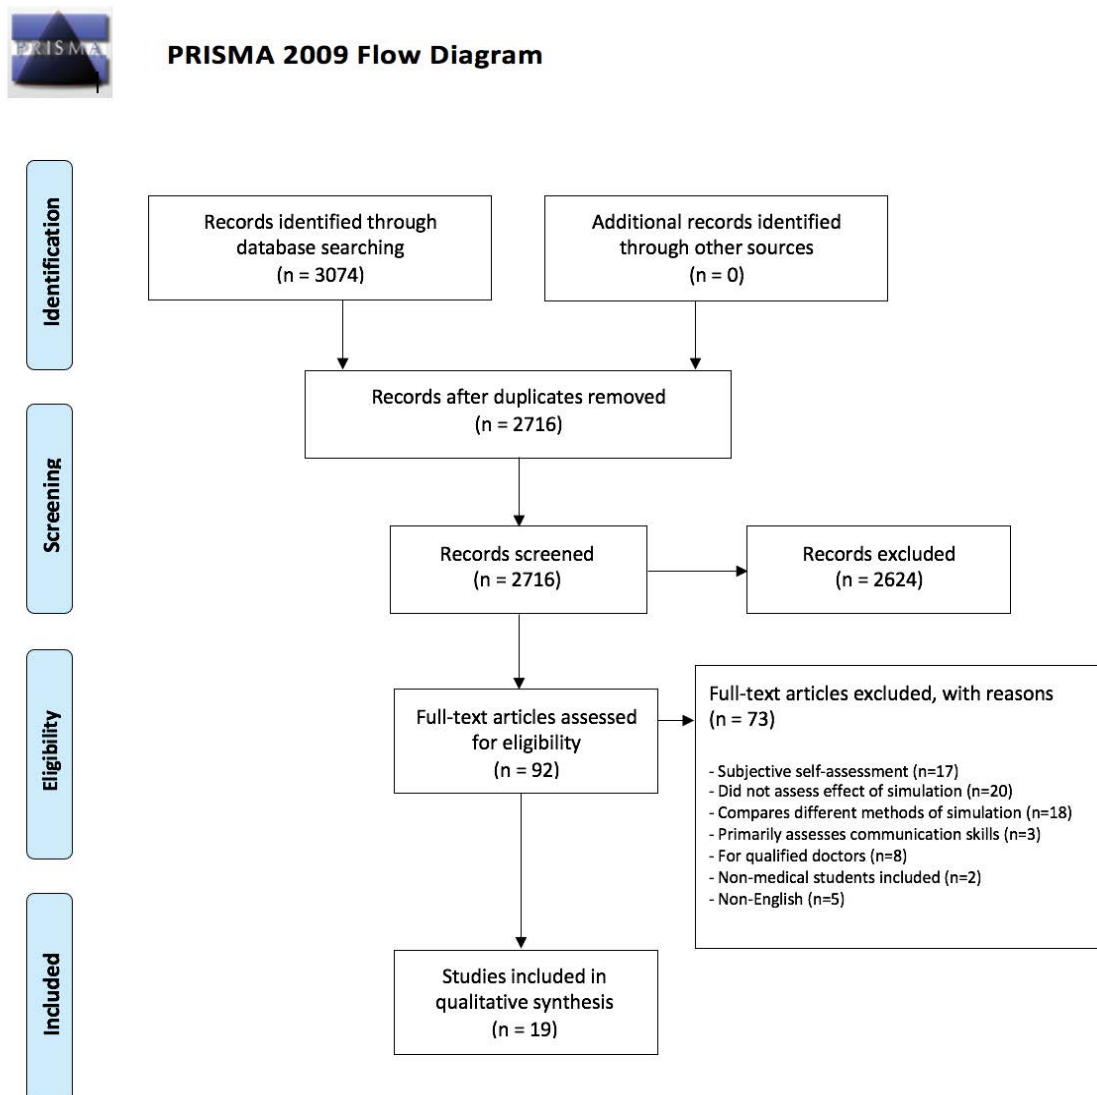 PRISMA
PRISMA 2009 Flow Diagram
Identification
Records identified through
database searching
(n = 3074)
Additional records identified
through other sources
(n = 0)
Records after duplicates removed
(n = 2716)
Screening
Records screened
(n = 2716)
Records excluded
(n = 2624)
Eligibility
Full-text articles assessed
for eligibility
(n = 92)
Full-text articles excluded, with reasons
(n = 73)
- Subjective self-assessment (n=17)
- Did not assess effect of simulation (n=20)
- Compares different methods of simulation (n=18)
- Primarily assesses communication skills (n=3)
- For qualified doctors (n=8)
- Non-medical students included (n=2)
- Non-English (n=5)
Included
Studies included in
qualitative synthesis
(n = 19)